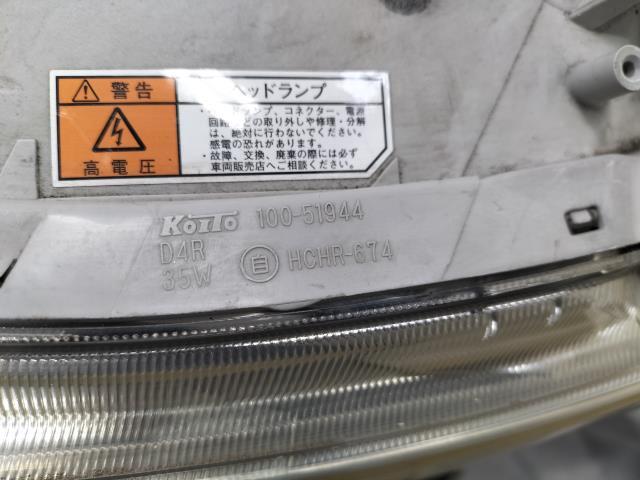 警告
高電圧
ヘッドランプ
・ ドランプ、コネクター、電源
回路などの取り外しや修理・分解
は、絶対に行わないでください。
感電の恐れがあります。
・故障、交換、廃棄の際には必ず
車両販売店へご相談ください。
KOITO 100-51944
D4R
35W 自 HCHR-674